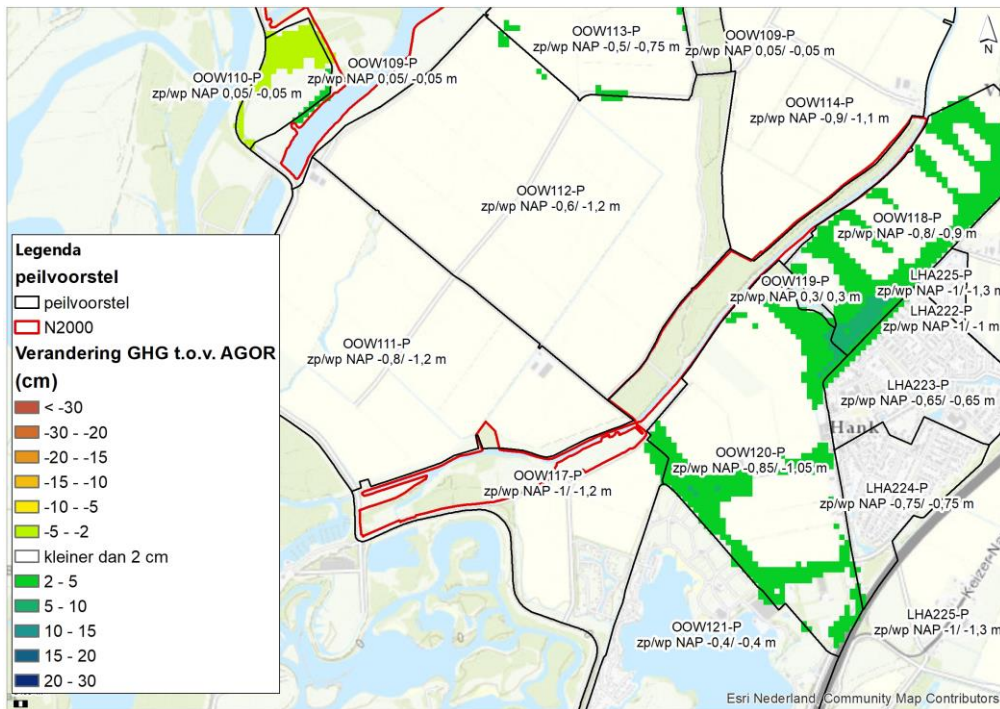 OOW113-P
zp/wp NAP -0,5/ -0,75 m
OOW109-P
zp/wp NAP 0,05/ -0,05 m
N
OOW110-P
zp/wp NAP 0,05/ -0,05 m
OOW109-P
zp/wp NAP 0,05/ -0,05 m
OOW114-P
zp/wp NAP -0,9/ -1,1 m
OOW112-P
zp/wp NAP -0,6/ -1,2 m
OOW118-P
zp/wp NAP -0,8/ -0,9 m
OOW119-P
zp/wp NAP 0,3/ 0,3 m
LHA225-P
zp/wp NAP -1/ -1,3 m
LHA222-P
zp/wp NAP -1/ -1 m
OOW111-P
zp/wp NAP -0,8/ -1,2 m
LHA223-P
zp/wp NAP -0,65/ -0,65 m
Hank
OOW120-P
zp/wp NAP -0,85/ -1,05 m
OOW117-P
zp/wp NAP -1/ -1,2 m
LHA224-P
zp/wp NAP -0,75/ -0,75 m
LHA225-P
zp/wp NAP -1/ -1,3 m
OOW121-P
zp/wp NAP -0,4/ -0,4 m
Keizer-Na
Legenda
peilvoorstel
peilvoorstel
N2000
Verandering GHG t.o.v. AGOR
(cm)
< -30
-30 - -20
-20 - -15
-15 - -10
-10 - -5
-5 - -2
kleiner dan 2 cm
2 - 5
5 - 10
10 - 15
15 - 20
20 - 30
Esri Nederland, Community Map Contributors